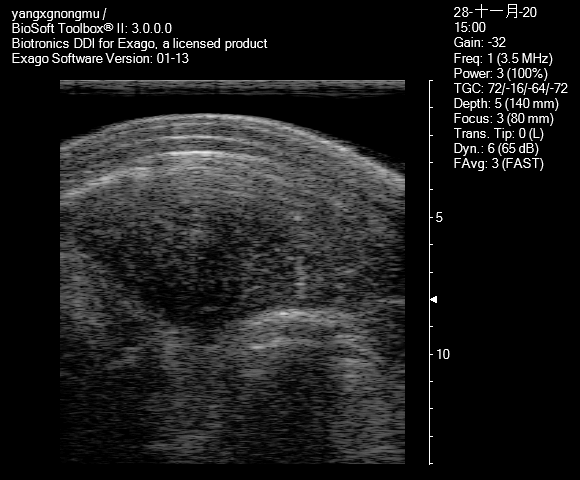 yangxgnongmu /
BioSoft Toolbox® II: 3.0.0.0
Biotronics DDI for Exago, a licensed product
Exago Software Version: 01-13
28-十一月-20
15:00
Gain: -32
Freq: 1 (3.5 MHz)
Power: 3 (100%)
TGC: 72/-16/-64/-72
Depth: 5 (140 mm)
Focus: 3 (80 mm)
Trans. Tip: 0 (L)
Dyn.: 6 (65 dB)
FAvg: 3 (FAST)
5
10